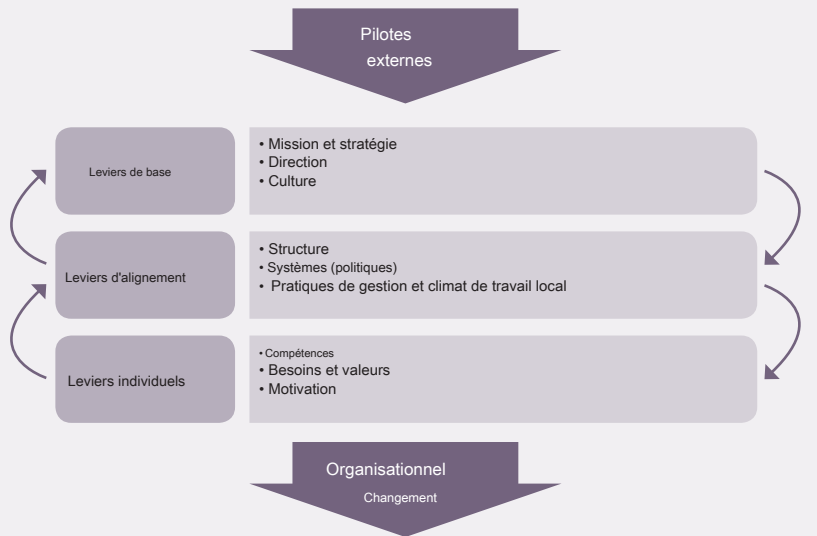 Pilotes
externes
Leviers de base
• Mission et stratégie
• Direction
• Culture
Leviers d'alignement
• Structure
• Systèmes (politiques)
• Pratiques de gestion et climat de travail local
Leviers individuels
• Compétences
• Besoins et valeurs
• Motivation
Organisationnel
Changement